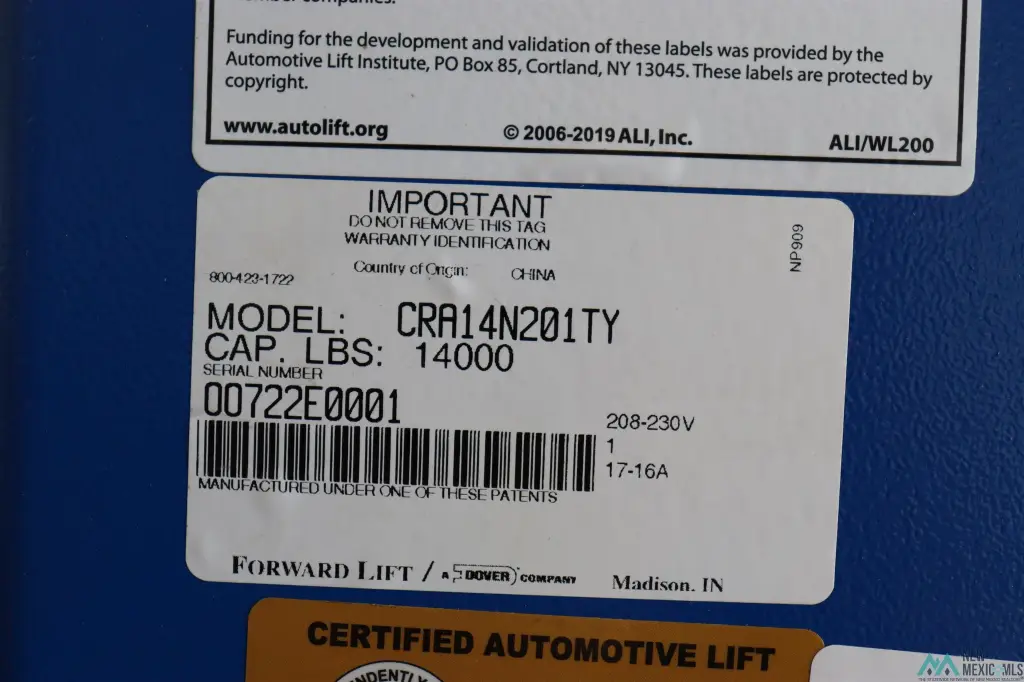 Funding for the development and validation of these labels was provided by the
Automotive Lift Institute, PO Box 85, Cortland, NY 13045. These labels are protected by
copyright.
www.autolift.org © 2006-2019 ALI, Inc. ALI/WL200
IMPORTANT
DO NOT REMOVE THIS TAG
WARRANTY IDENTIFICATION
NP909
Country of Origin: CHINA
800-423-1722
MODEL: CRA14N201TY
CAP. LBS: 14000
SERIAL NUMBER
00722E0001
208-230V
1
17-16A
MANUFACTURED UNDER ONE OF THESE PATENTS
FORWARD LIFT / A DOVER COMPANY Madison, IN
CERTIFIED AUTOMOTIVE LIFT
NEW
MEXICO MLS